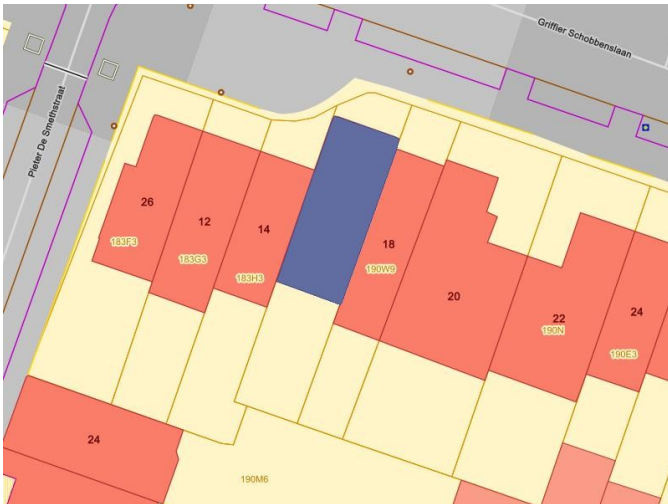 Griffier Schobbenslaan
Pieter De Smethstraat
26
183F3
12
183G3
14
183H3
18
190W9
20
22
190N
24
190E3
24
190M6